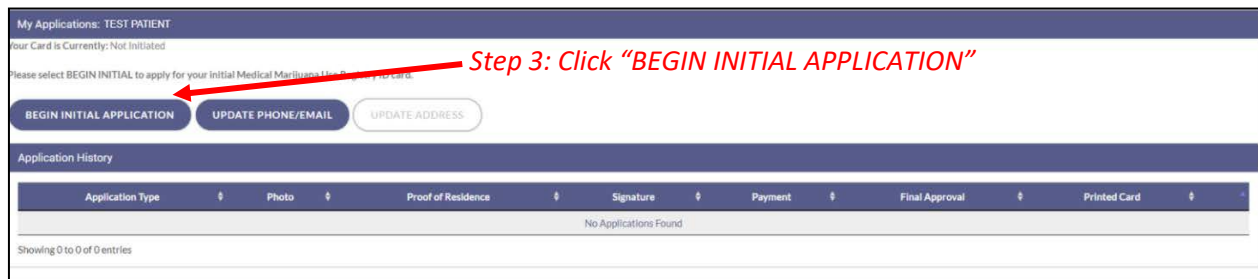 My Applications: TEST PATIENT
Your Card is Currently: Not Initiated
Step 3: Click “BEGIN INITIAL APPLICATION”
Please select BEGIN INITIAL to apply for your initial Medical Marijuana Use Registry ID card.
BEGIN INITIAL APPLICATION UPDATE PHONE/EMAIL UPDATE ADDRESS
Application History
Application Type Photo Proof of Residence Signature Payment Final Approval Printed Card
No Applications Found
Showing 0 to 0 of 0 entries